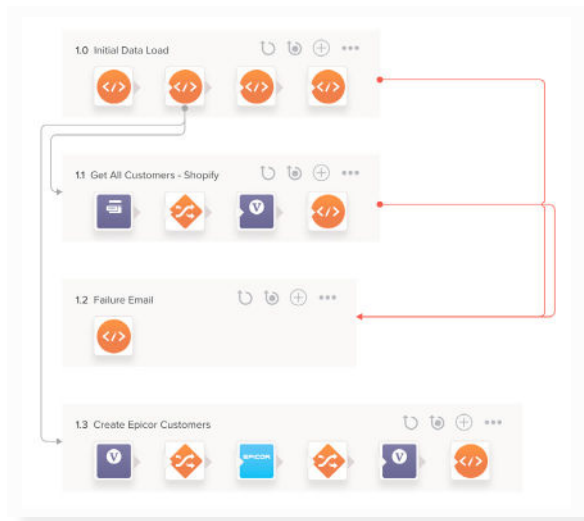 1.0 Initial Data Load
</>
</>
</>
</>
1.1 Get All Customers - Shopify
V
</>
1.2 Failure Email
</>
1.3 Create Epicor Customers
V
EPICOR
V
</>